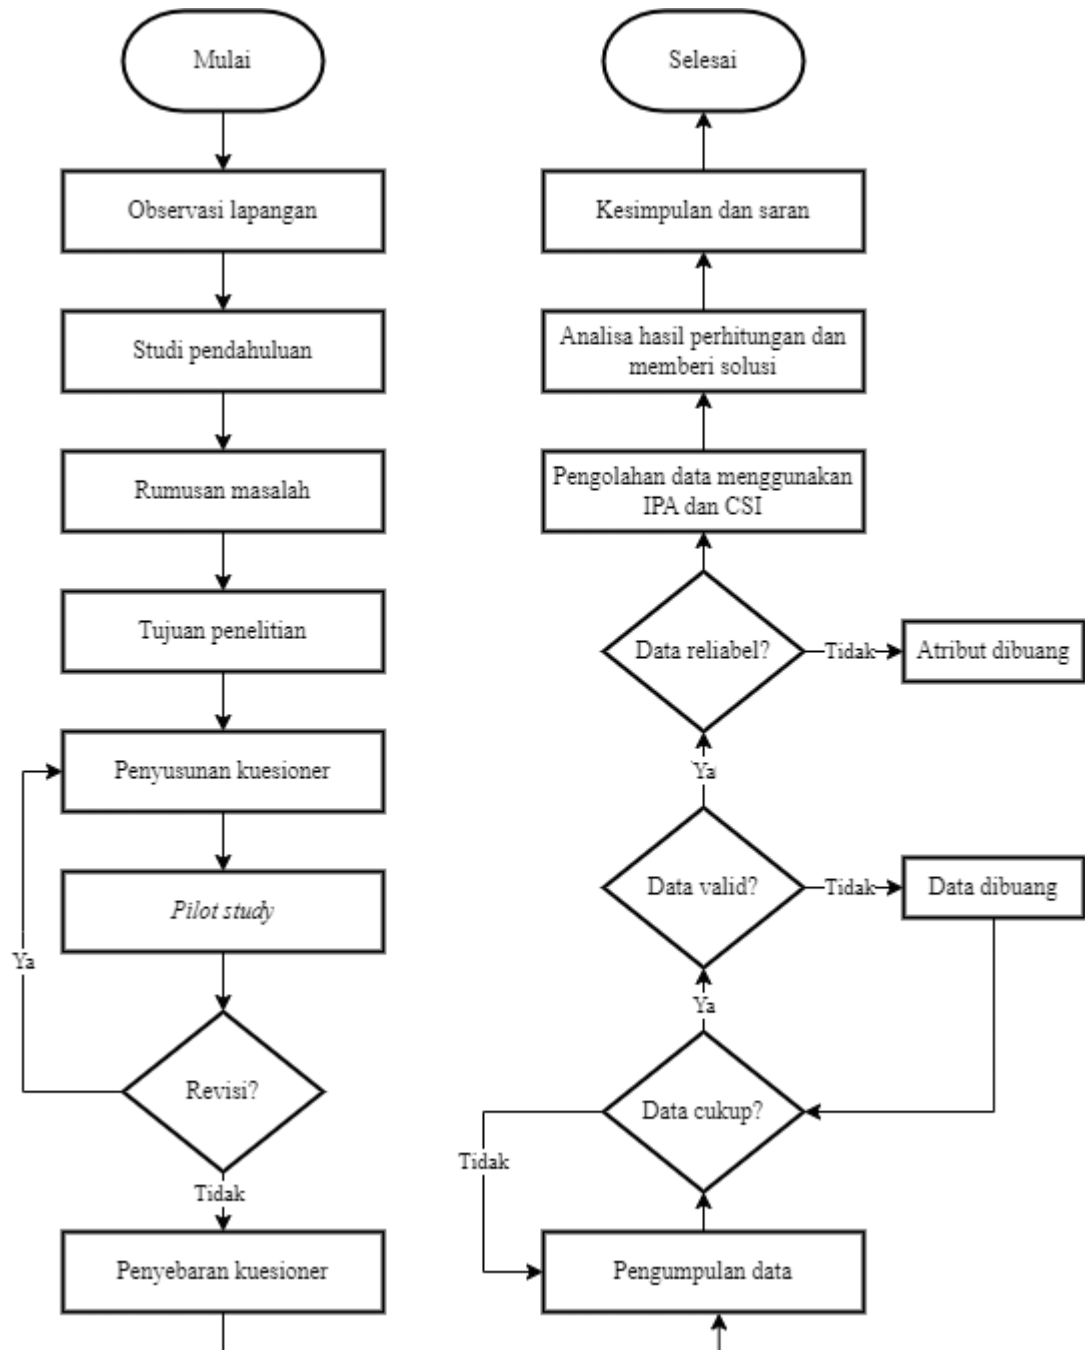 Mulai
Observasi lapangan
Studi pendahuluan
Rumusan masalah
Tujuan penelitian
Penyusunan kuesioner
Pilot study
Ya
Revisi?
Tidak
Penyebaran kuesioner
Selesai
Kesimpulan dan saran
Analisa hasil perhitungan dan
memberi solusi
Pengolahan data menggunakan
IPA dan CSI
Data reliabel?
Tidak
Atribut dibuang
Ya
Data valid?
Tidak
Data dibuang
Ya
Data cukup?
Tidak
Pengumpulan data